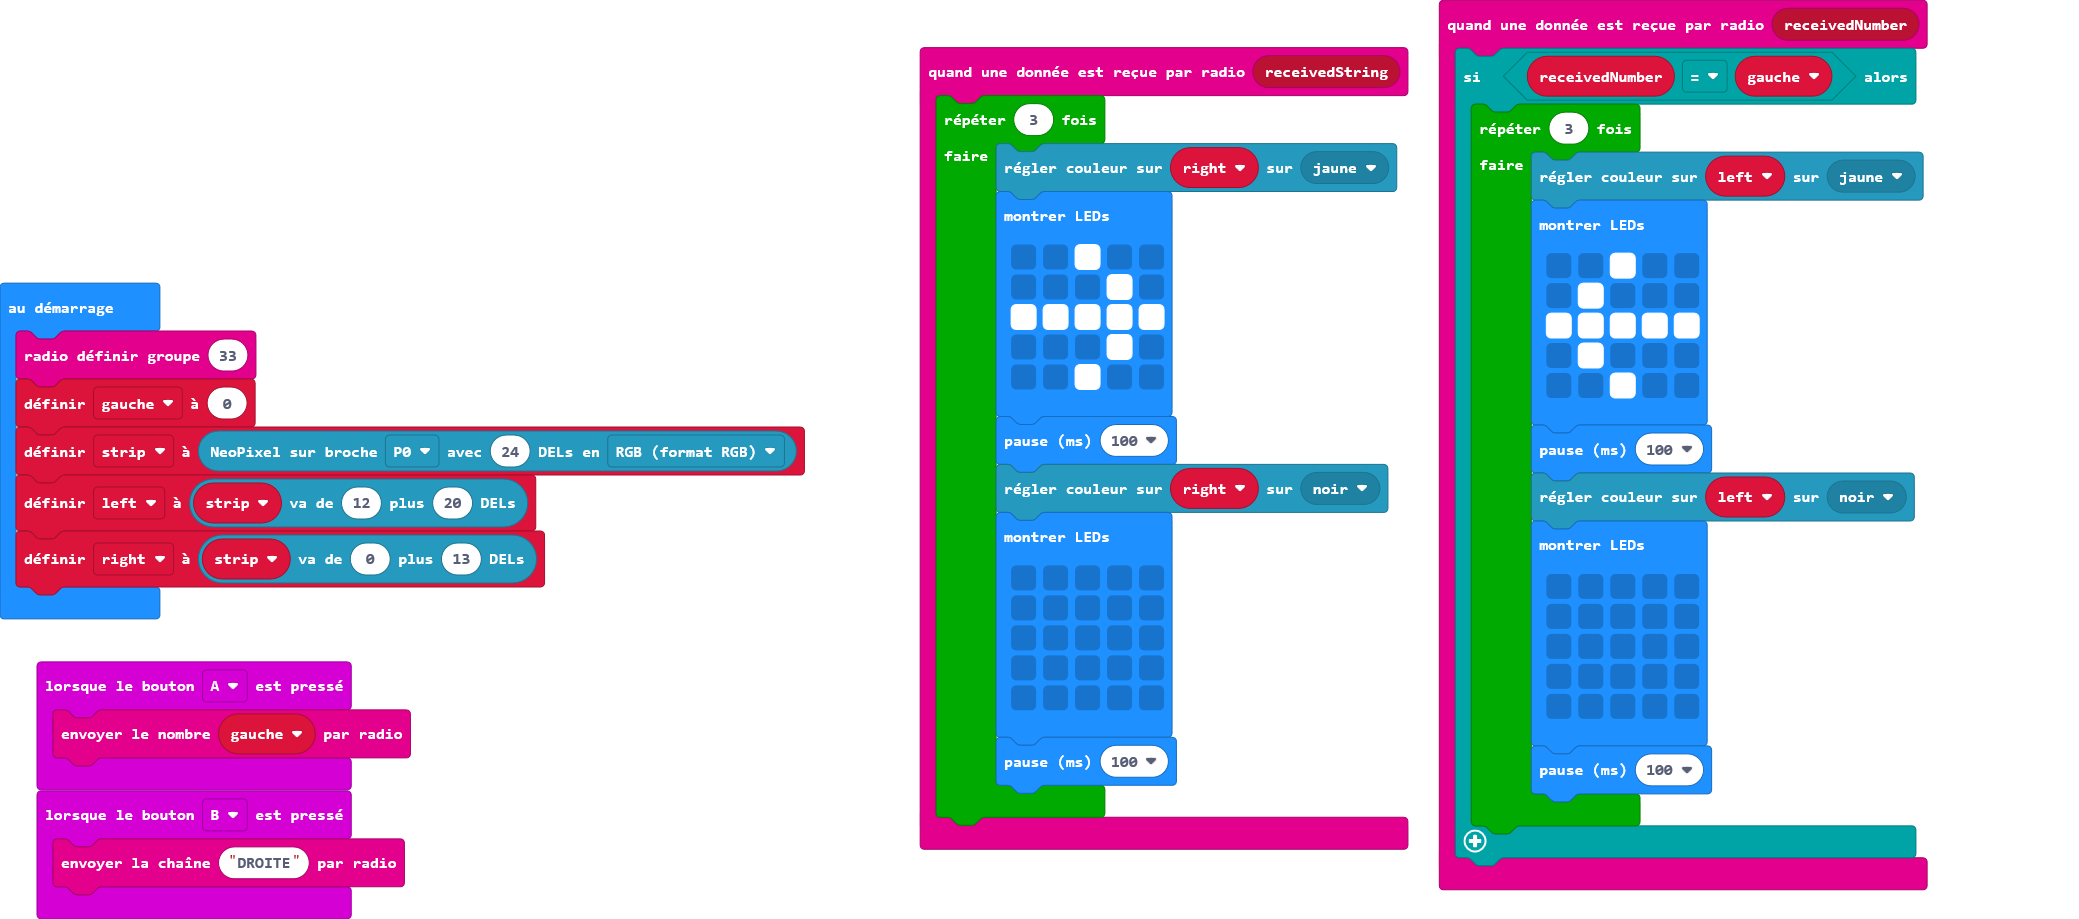 au démarrage
radio définir groupe 33
définir gauche à 0
définir strip à NeoPixel sur broche P0 avec 24 DELs en RGB (format RGB)
définir left à strip va de 12 plus 20 DELs
définir right à strip va de 0 plus 13 DELs
lorsque le bouton A est pressé
envoyer le nombre gauche par radio
lorsque le bouton B est pressé
envoyer la chaîne "DROITE" par radio
quand une donnée est reçue par radio receivedString
répéter 3 fois
faire
régler couleur sur right sur jaune
montrer LEDs
pause (ms) 100
régler couleur sur right sur noir
montrer LEDs
pause (ms) 100
quand une donnée est reçue par radio receivedNumber
si receivedNumber = gauche alors
répéter 3 fois
faire
régler couleur sur left sur jaune
montrer LEDs
pause (ms) 100
régler couleur sur left sur noir
montrer LEDs
pause (ms) 100